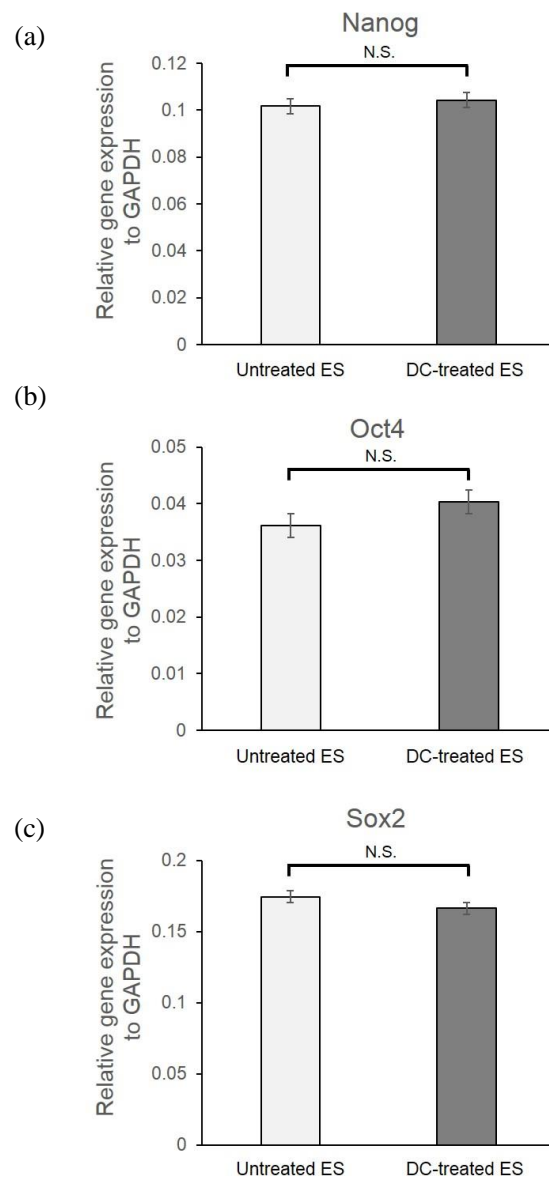 (a)
Nanog
N.S.
Relative gene expression
to GAPDH
0.12
0.1
0.08
0.06
0.04
0.02
0
Untreated ES
DC-treated ES
(b)
Oct4
N.S.
Relative gene expression
to GAPDH
0.05
0.04
0.03
0.02
0.01
0
Untreated ES
DC-treated ES
(c)
Sox2
N.S.
Relative gene expression
to GAPDH
0.2
0.15
0.1
0.05
0
Untreated ES
DC-treated ES